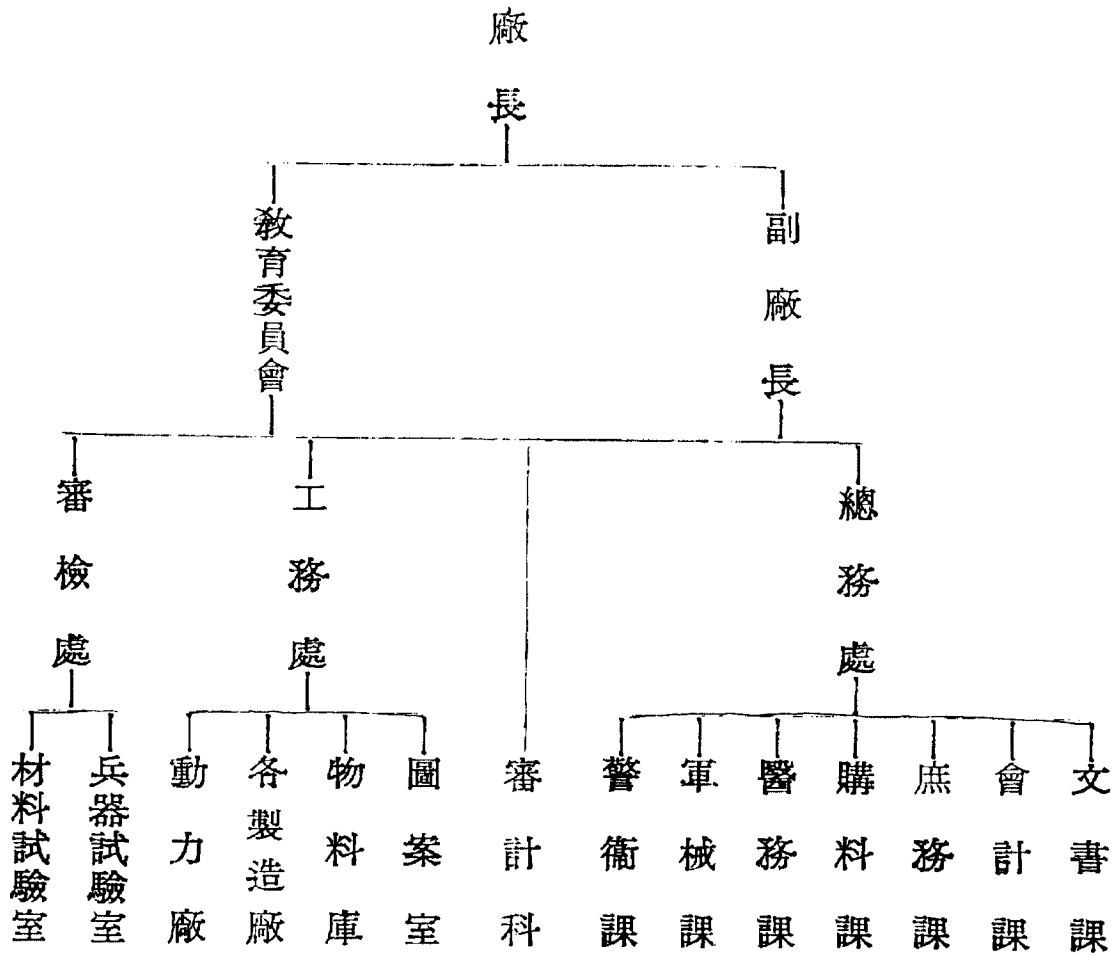 廠長
副廠長
敎育委員會
總務處
工務處
審檢處
文書課
會計課
庶務課
購料課
醫務課
軍械課
警衞課
審計科
圖案室
物料庫
各製造廠
動力廠
兵器試驗室
材料試驗室